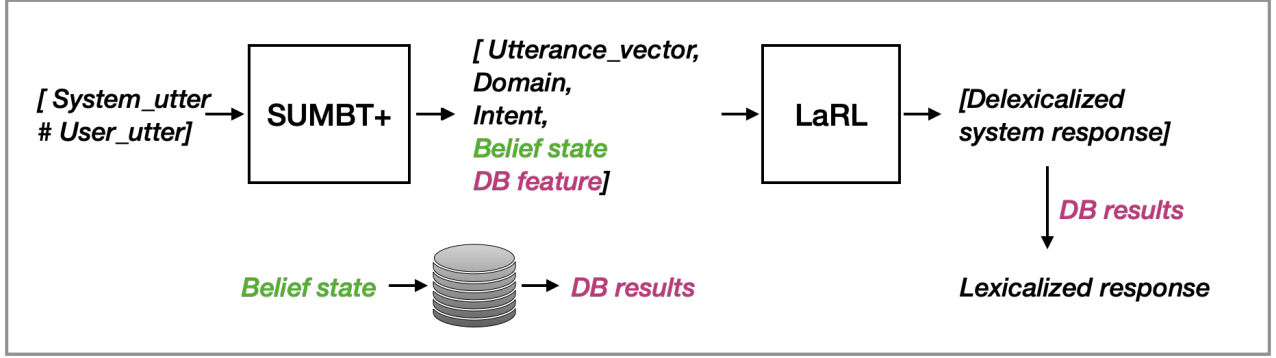 [ System_utter
# User_utter]
SUMBT+
[ Utterance_vector,
Domain,
Intent,
Belief state
DB feature]
LaRL
[Delexicalized
system response]
DB results
Lexicalized response
Belief state
DB results